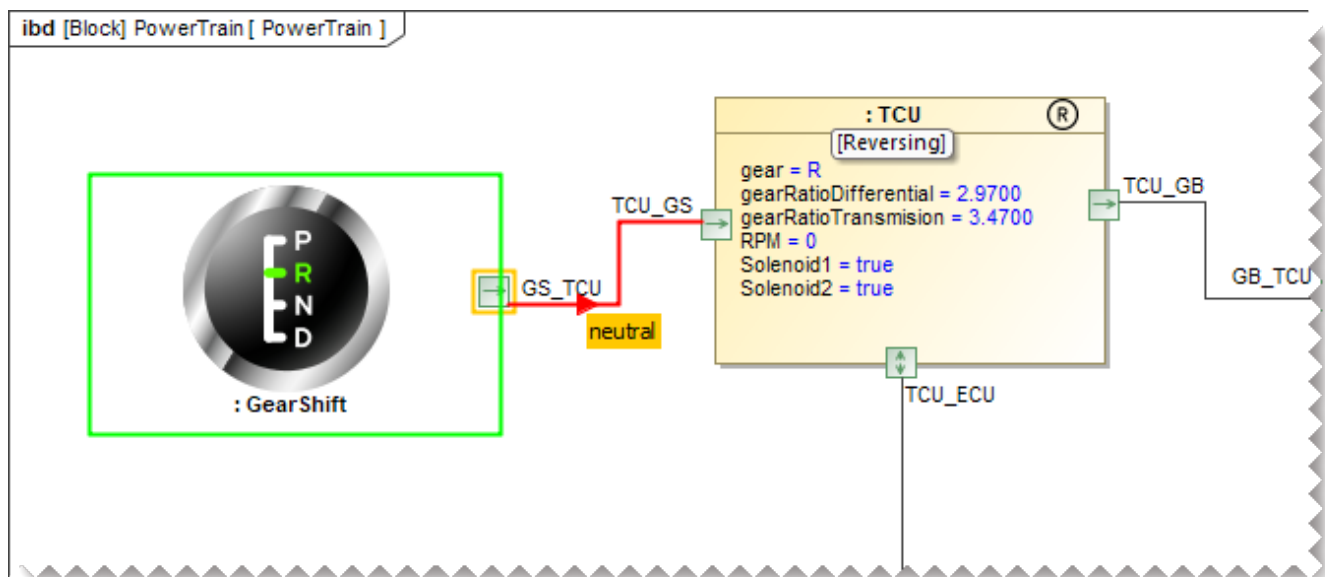 ibd [Block] PowerTrain [ PowerTrain ]
: TCU
R
[Reversing]
gear = R
gearRatioDifferential = 2.9700
gearRatioTransmision = 3.4700
RPM = 0
Solenoid1 = true
Solenoid2 = true
TCU_GS
TCU_GB
GB_TCU
P
R
N
D
GS_TCU
neutral
: GearShift
TCU_ECU